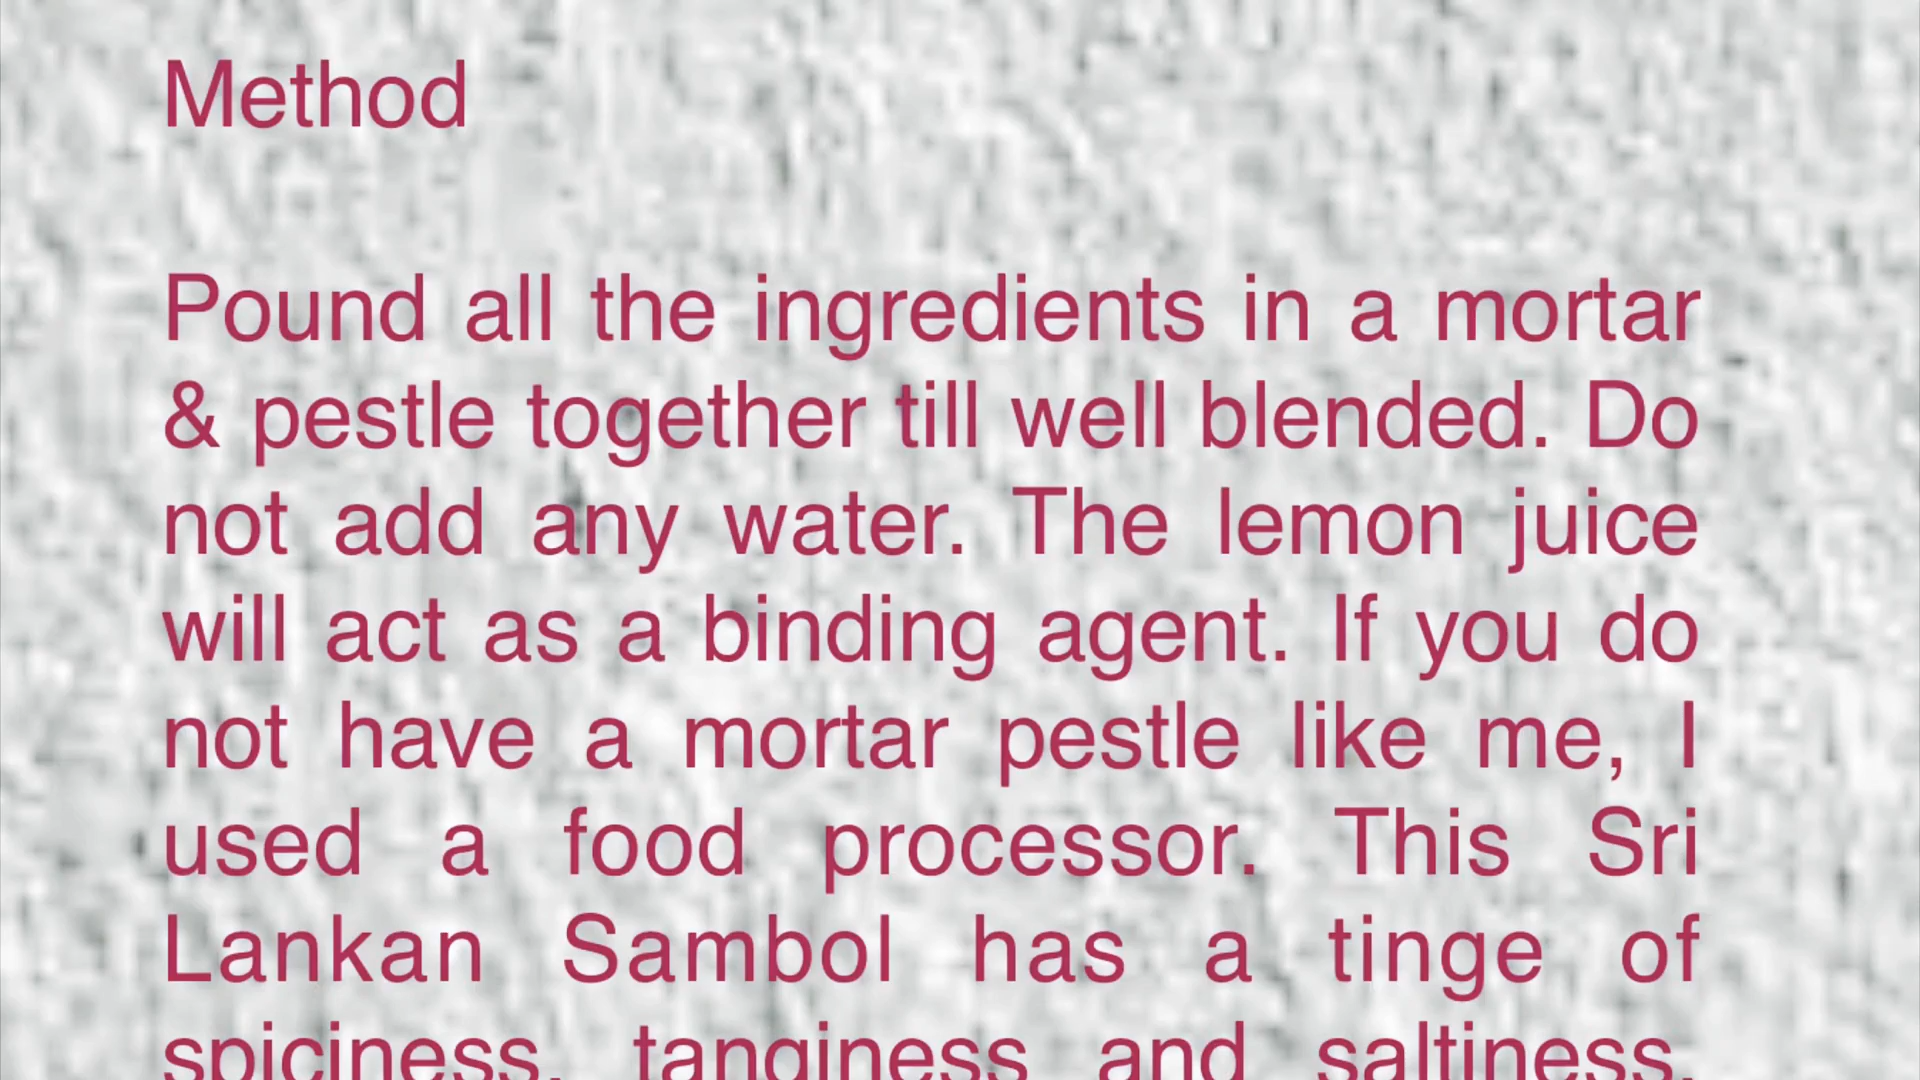 Method
Pound all the ingredients in a mortar
& pestle together till well blended. Do
not add any water. The lemon juice
will act as a binding agent. If you do
not have a mortar pestle like me, I
used a food processor. This Sri
Lankan Sambol has a tinge of
spiciness, tanginess and saltiness.